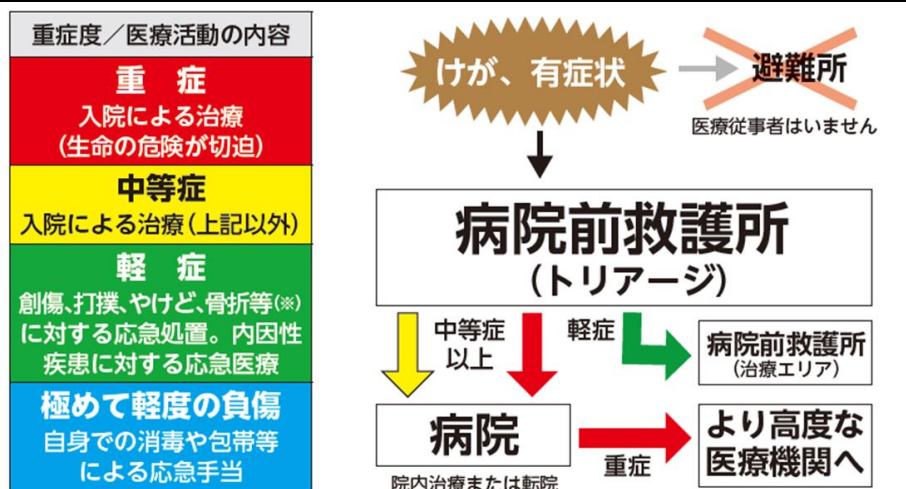 重症度／医療活動の内容
重 症
入院による治療
(生命の危険が切迫)
中等症
入院による治療(上記以外)
軽 症
創傷、打撲、やけど、骨折等(※)
に対する応急処置。内因性
疾患に対する応急医療
極めて軽度の負傷
自身での消毒や包帯等
による応急手当
けが、有症状
避難所
医療従事者はいません
病院前救護所
(トリアージ)
中等症
以上
軽症
病院前救護所
(治療エリア)
病院
院内治療または転院
重症
より高度な
医療機関へ